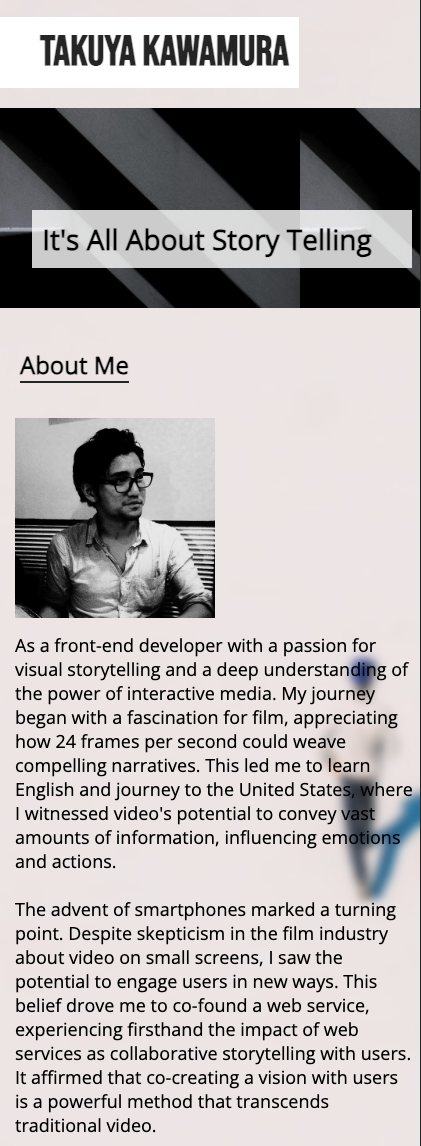 TAKUYA KAWAMURA
It's All About Story Telling
About Me
As a front-end developer with a passion for
visual storytelling and a deep understanding of
the power of interactive media. My journey
began with a fascination for film, appreciating
how 24 frames per second could weave
compelling narratives. This led me to learn
English and journey to the United States, where
I witnessed video's potential to convey vast
amounts of information, influencing emotions
and actions.
The advent of smartphones marked a turning
point. Despite skepticism in the film industry
about video on small screens, I saw the
potential to engage users in new ways. This
belief drove me to co-found a web service,
experiencing firsthand the impact of web
services as collaborative storytelling with users.
It affirmed that co-creating a vision with users
is a powerful method that transcends
traditional video.